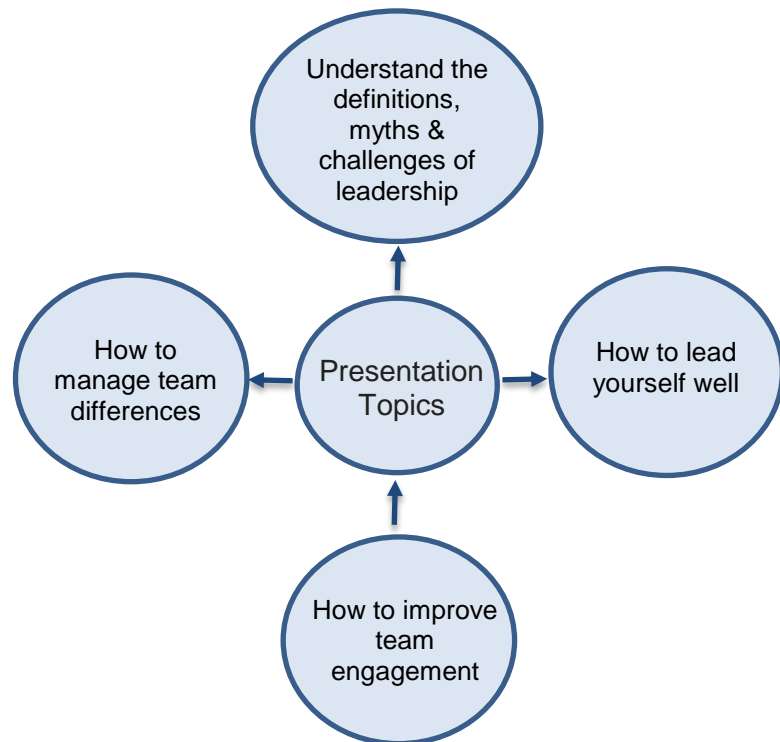 Understand the
definitions,
myths &
challenges of
leadership
How to
manage team
differences
Presentation
Topics
How to lead
yourself well
How to improve
team
engagement